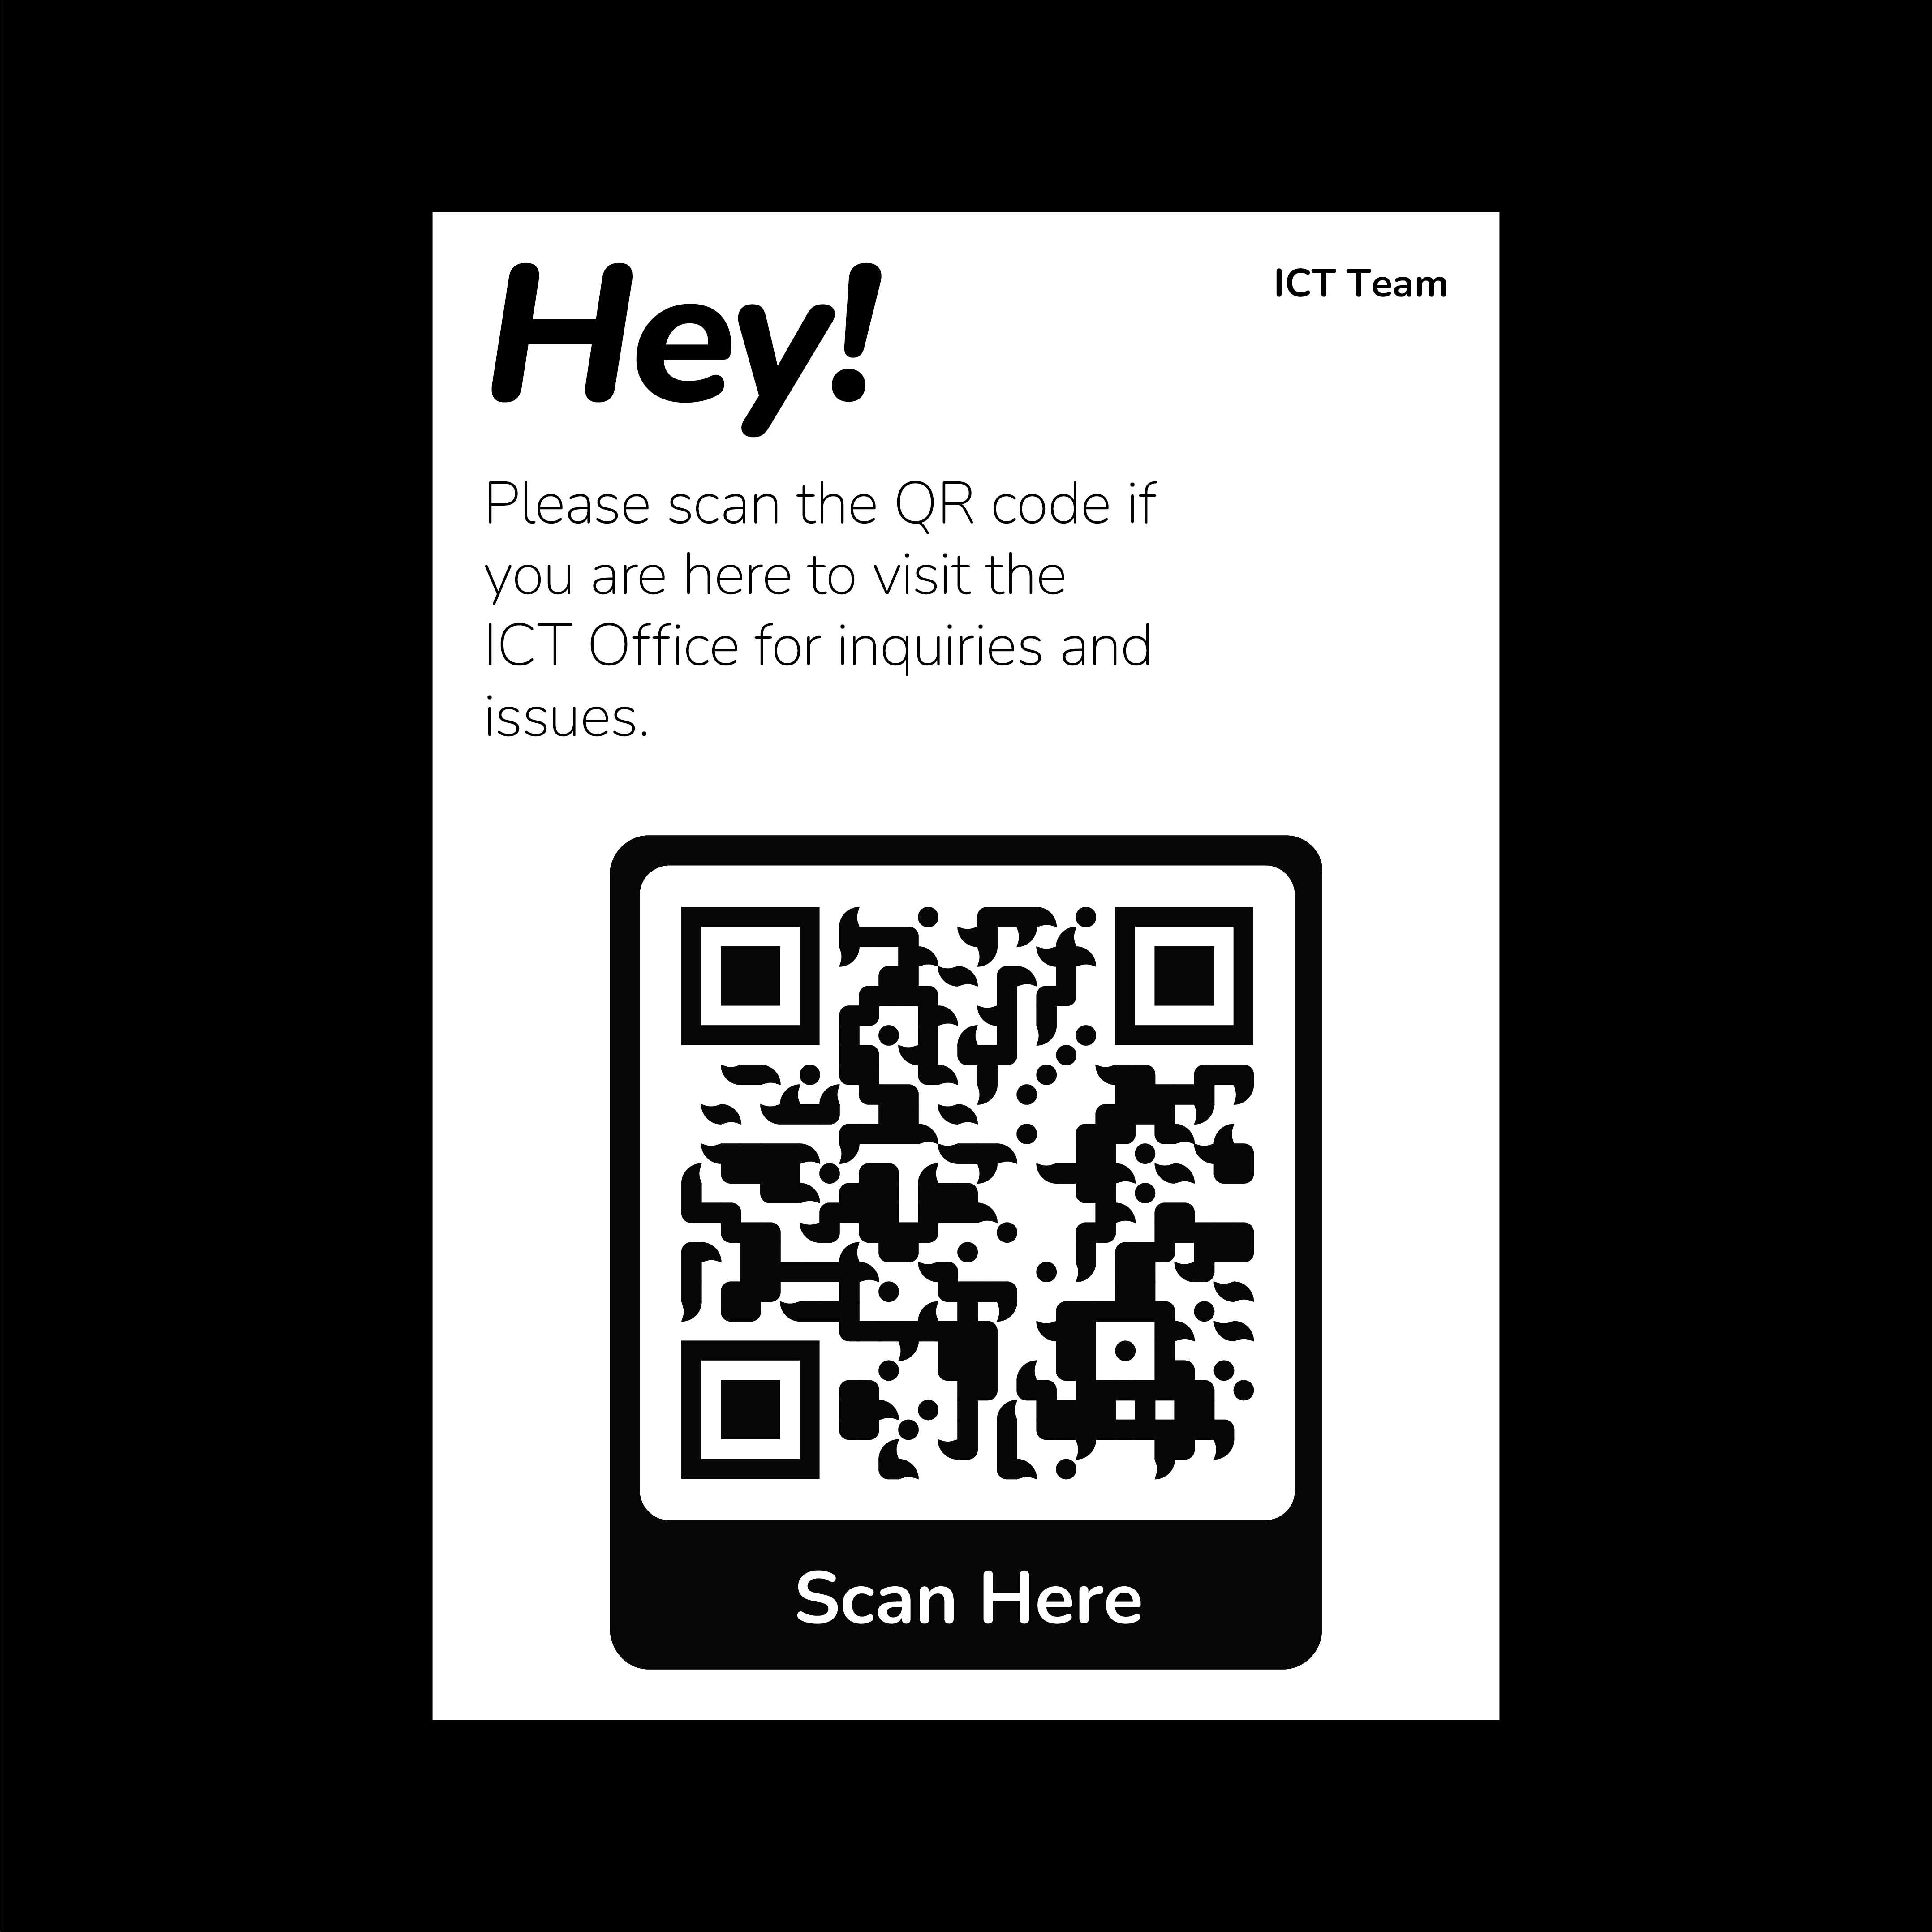 Hey!
ICT Team
Please scan the QR code if
you are here to visit the
ICT Office for inquiries and
issues.
Scan Here